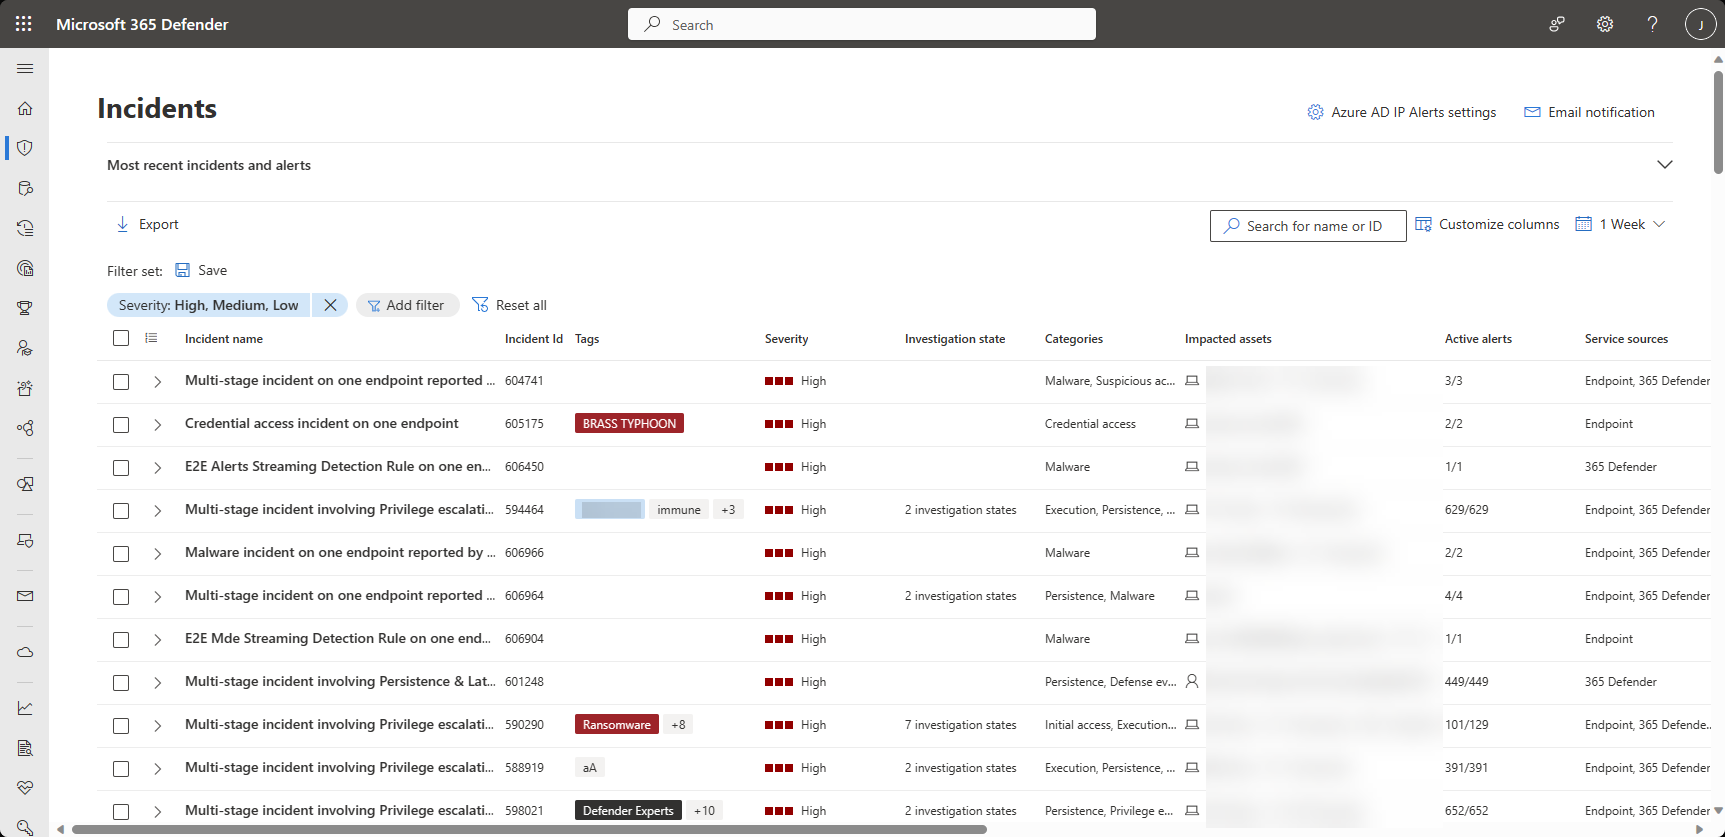 Microsoft 365 Defender
Search
J
Incidents
Azure AD IP Alerts settings
Email notification
Most recent incidents and alerts
Export
Search for name or ID
Customize columns
1 Week
Filter set:
Save
Severity: High, Medium, Low
Add filter
Reset all
Incident name Incident Id Tags Severity Investigation state Categories Impacted assets Active alerts Service sources
Multi-stage incident on one endpoint reported ... 604741 High Malware, Suspicious ac... 3/3 Endpoint, 365 Defender
Credential access incident on one endpoint 605175 BRASS TYPHOON High Credential access 2/2 Endpoint
E2E Alerts Streaming Detection Rule on one en... 606450 High Malware 1/1 365 Defender
Multi-stage incident involving Privilege escalati... 594464 immune +3 High 2 investigation states Execution, Persistence, ... 629/629 Endpoint, 365 Defender
Malware incident on one endpoint reported by ... 606966 High Malware 2/2 Endpoint, 365 Defender
Multi-stage incident on one endpoint reported ... 606964 High 2 investigation states Persistence, Malware 4/4 Endpoint, 365 Defender
E2E Mde Streaming Detection Rule on one end... 606904 High Malware 1/1 Endpoint
Multi-stage incident involving Persistence & Lat... 601248 High Persistence, Defense ev... 449/449 365 Defender
Multi-stage incident involving Privilege escalati... 590290 Ransomware +8 High 7 investigation states Initial access, Execution... 101/129 Endpoint, 365 Defende...
Multi-stage incident involving Privilege escalati... 588919 aA High 2 investigation states Execution, Persistence, ... 391/391 Endpoint, 365 Defender
Multi-stage incident involving Privilege escalati... 598021 Defender Experts +10 High 2 investigation states Persistence, Privilege e... 652/652 Endpoint, 365 Defender